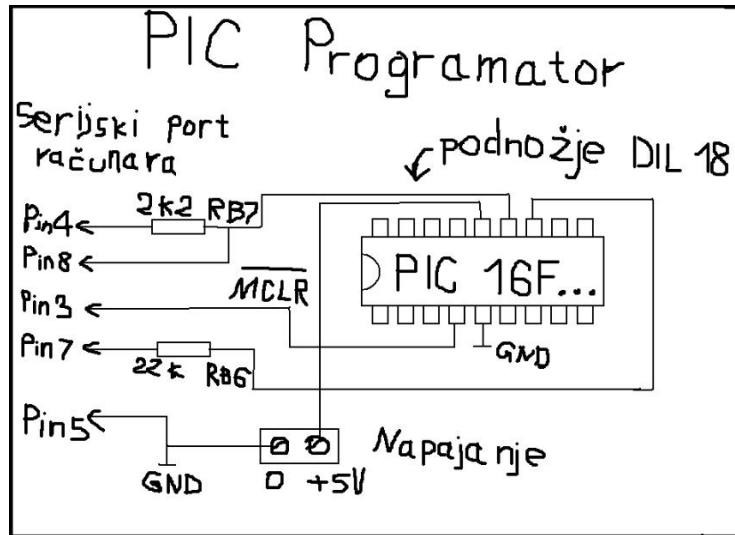 PIC Programator
Serijski port
računara
podnožje DIL 18
2k2 RB7
Pin4
Pin8
PIC 16F...
MCLR
Pin3
GND
Pin7
22k RB6
Pin5
Napajanje
GND
0 +5V